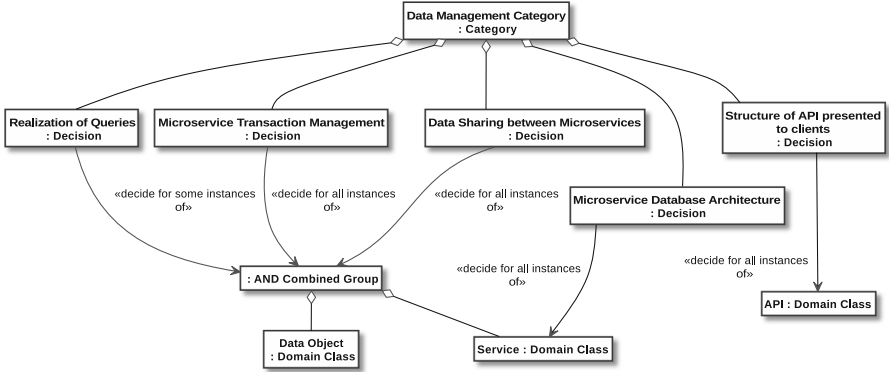 Data Management Category
: Category
Realization of Queries
: Decision
Microservice Transaction Management
: Decision
Data Sharing between Microservices
: Decision
Structure of API presented
to clients
: Decision
«decide for some instances
of»
«decide for all instances
of»
«decide for all instances
of»
Microservice Database Architecture
: Decision
: AND Combined Group
«decide for all instances
of»
«decide for all instances
of»
API : Domain Class
Data Object
: Domain Class
Service : Domain Class